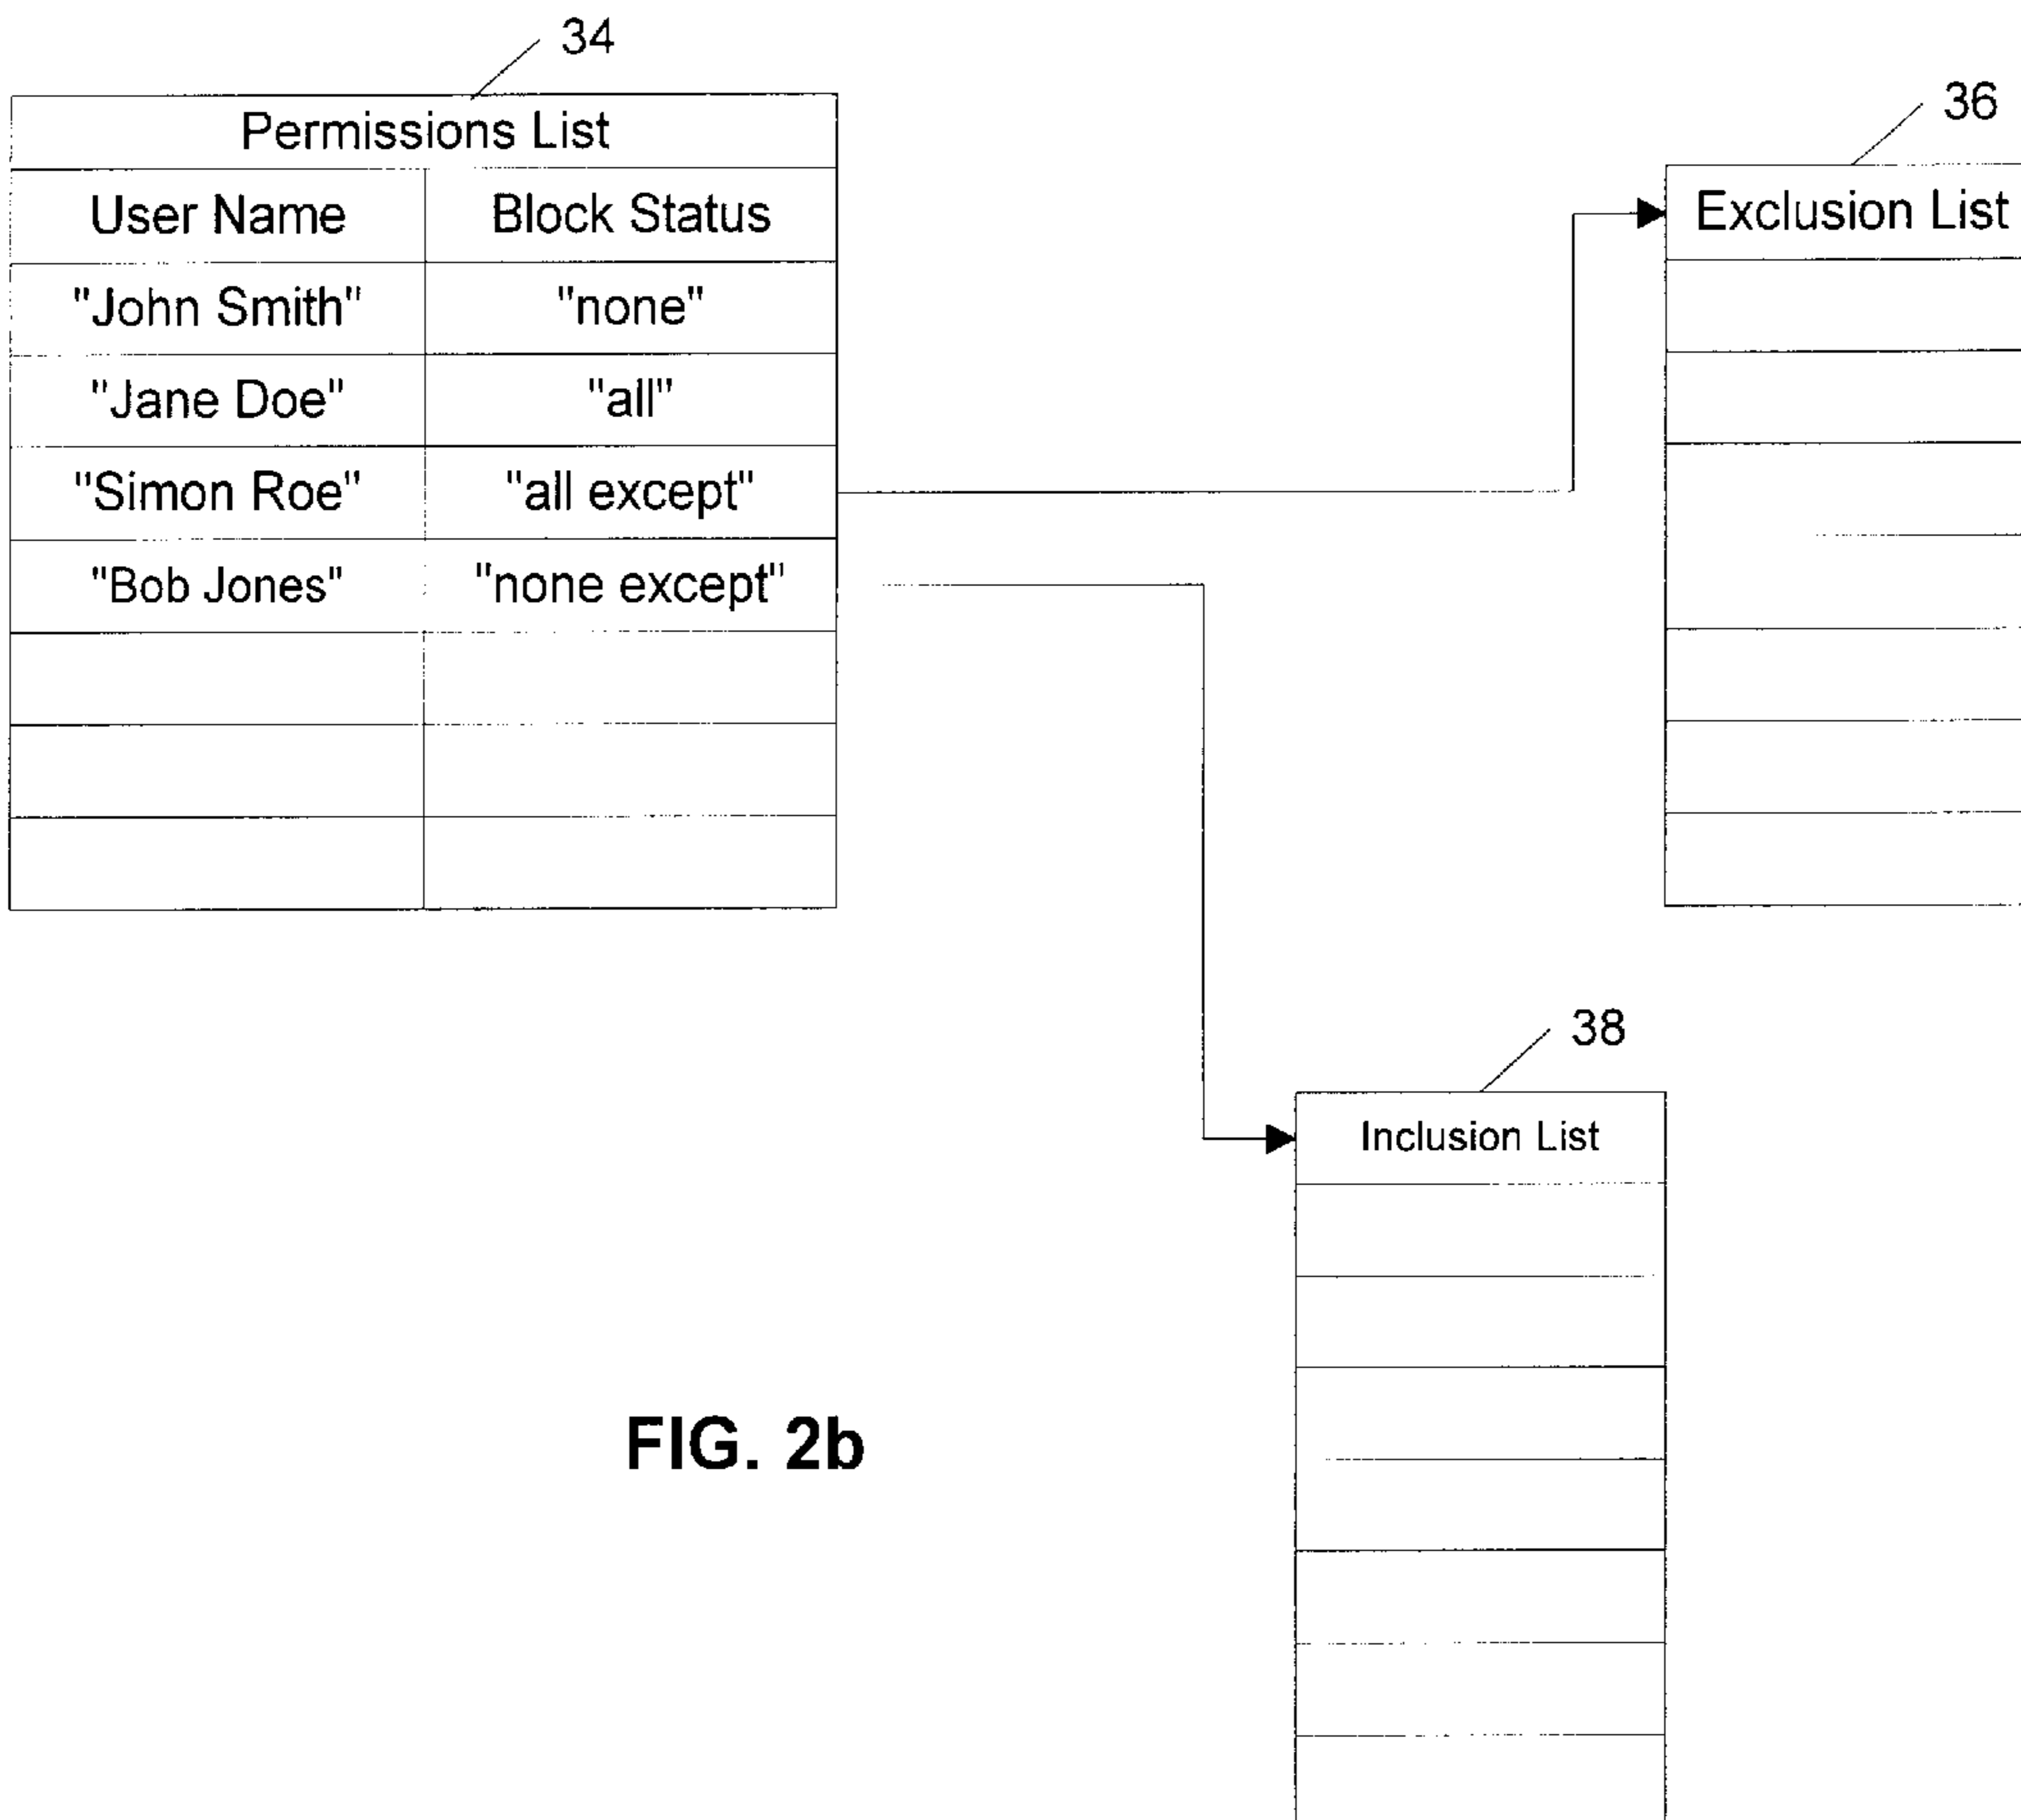 34
Permissions List
User Name Block Status
"John Smith" "none"
"Jane Doe" "all"
"Simon Roe" "all except"
"Bob Jones" "none except"
36
Exclusion List
38
Inclusion List
FIG. 2b